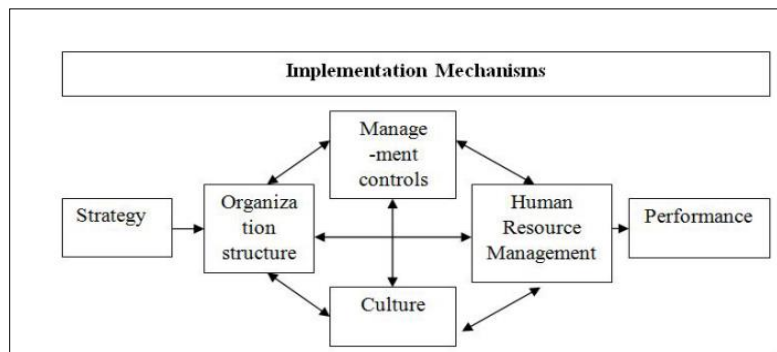 Implementation Mechanisms
Manage
-ment
controls
Strategy
Organiza
tion
structure
Human
Resource
Management
Performance
Culture